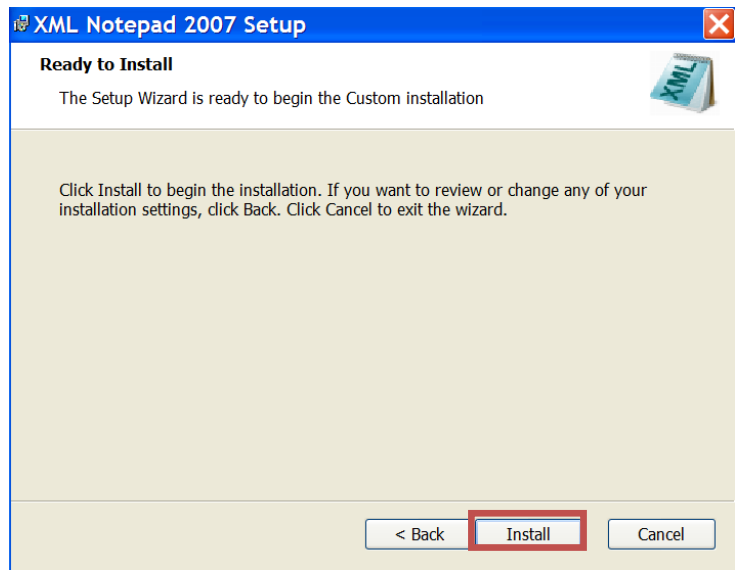 XML Notepad 2007 Setup
Ready to Install
The Setup Wizard is ready to begin the Custom installation
XML
Click Install to begin the installation. If you want to review or change any of your
installation settings, click Back. Click Cancel to exit the wizard.
< Back Install Cancel